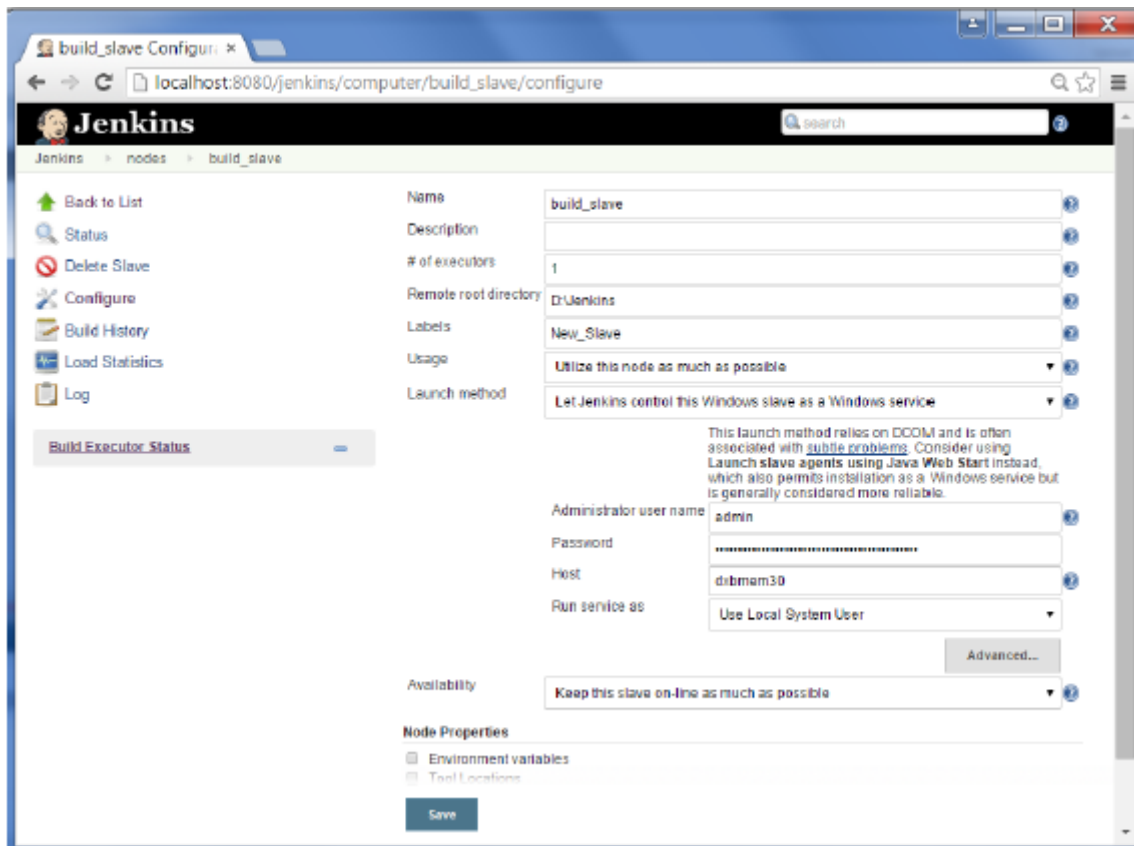 build_slave Configur
localhost:8080/jenkins/computer/build_slave/configure
Jenkins
search
Jenkins nodes build_slave
Back to List
Status
Delete Slave
Configure
Build History
Load Statistics
Log
Build Executor Status
Name build_slave
Description
# of executors 1
Remote root directory D:\Jenkins
Labels New_Slave
Usage Utilize this node as much as possible
Launch method Let Jenkins control this Windows slave as a Windows service
This launch method relies on DCOM and is often
associated with subtle problems. Consider using
Launch slave agents using Java Web Start instead,
which also permits installation as a Windows service but
is generally considered more reliable.
Administrator user name admin
Password
Host dxbmem30
Run service as Use Local System User
Advanced...
Availability Keep this slave on-line as much as possible
Node Properties
Environment variables
Tool Locations
Save